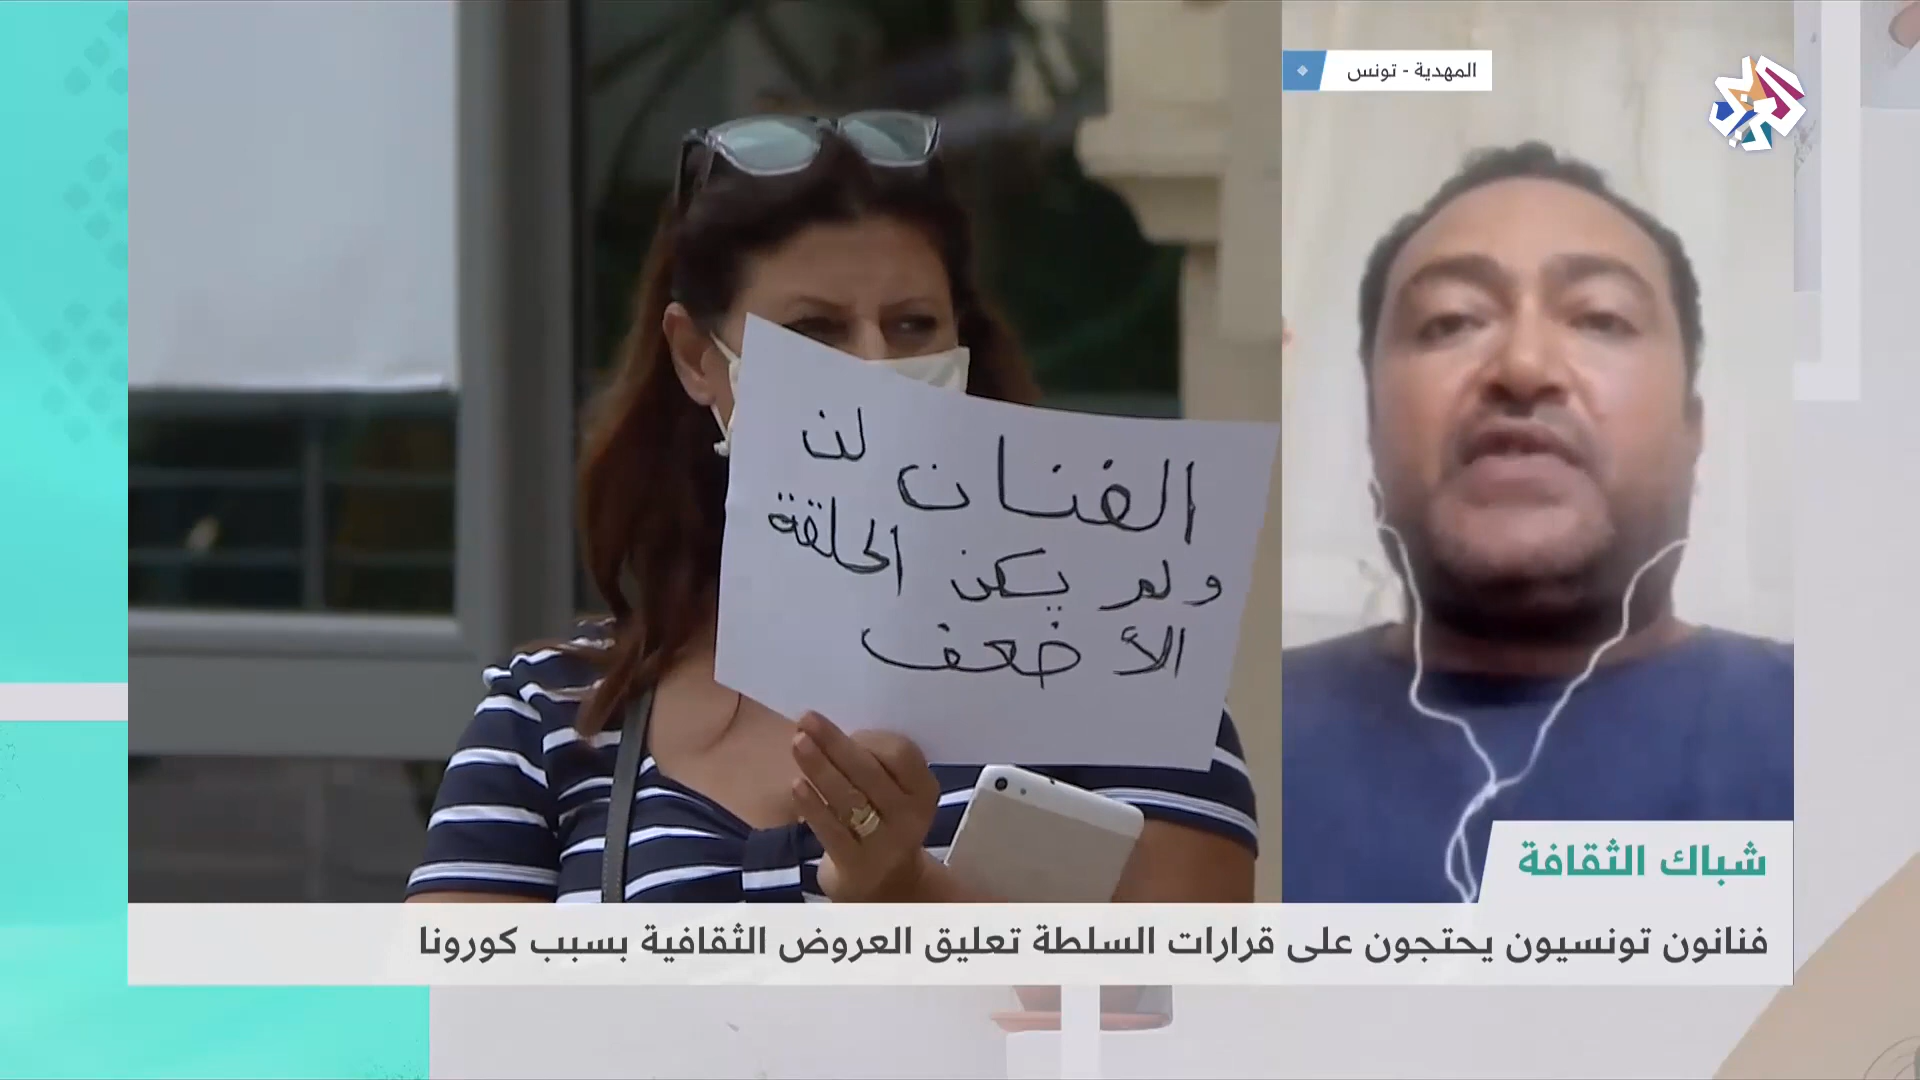 المهدية - تونس
الفنان لن
ولم يكن الحلقة
الأضعف
شباك الثقافة
فنانون تونسيون يحتجون على قرارات السلطة تعليق العروض الثقافية بسبب كورونا